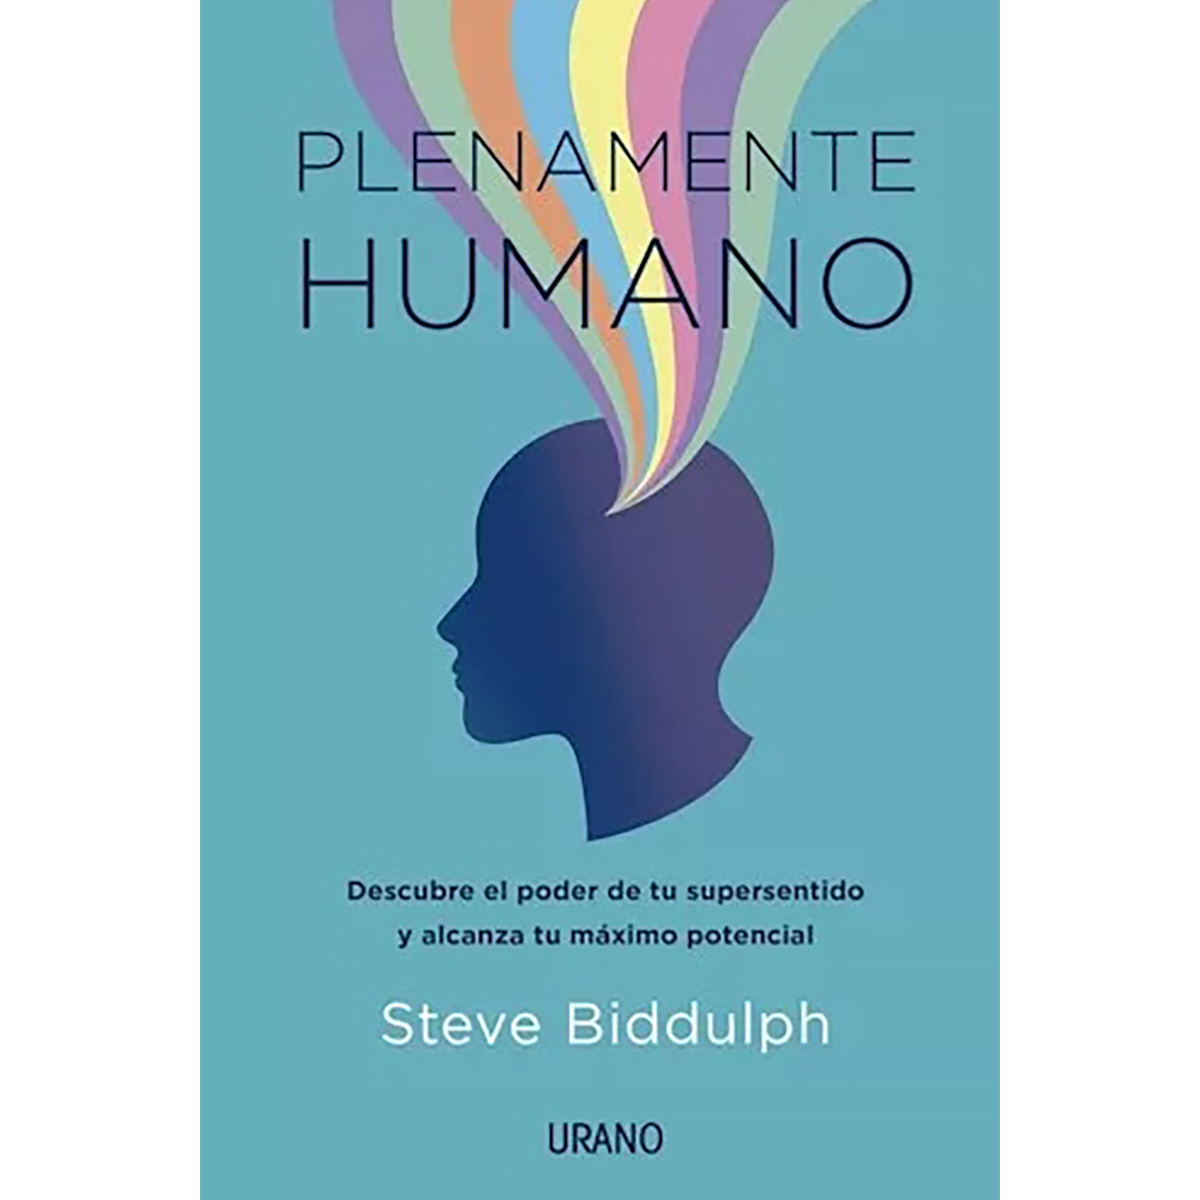 PLENAMENTE
HUMANO
Descubre el poder de tu supersentido
y alcanza tu máximo potencial
Steve Biddulph
URANO